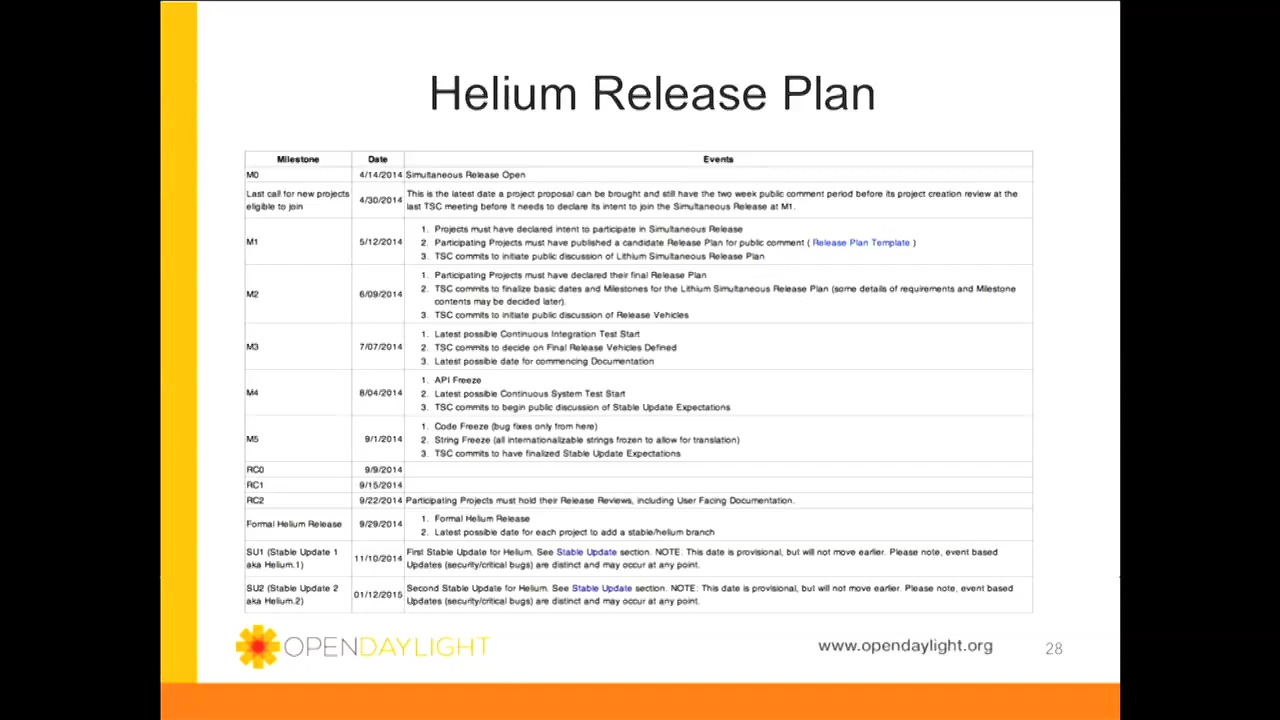 Helium Release Plan
Milestone Date Events
M0 4/14/2014 Simultaneous Release Open
Last call for new projects eligible to join 4/30/2014 This is the latest date a project proposal can be brought and still have the two week public comment period before its project creation review at the
last TSC meeting before it needs to declare its intent to join the Simultaneous Release at M1.
M1 5/12/2014
1. Projects must have declared intent to participate in Simultaneous Release
2. Participating Projects must have published a candidate Release Plan for public comment ( Release Plan Template )
3. TSC commits to initiate public discussion of Lithium Simultaneous Release Plan
M2 6/09/2014
1. Participating Projects must have declared their final Release Plan
2. TSC commits to finalize basic dates and Milestones for the Lithium Simultaneous Release Plan (some details of requirements and Milestone
contents may be decided later).
3. TSC commits to initiate public discussion of Release Vehicles
M3 7/07/2014
1. Latest possible Continuous Integration Test Start
2. TSC commits to decide on Final Release Vehicles Defined
3. Latest possible date for commencing Documentation
M4 8/04/2014
1. API Freeze
2. Latest possible Continuous System Test Start
3. TSC commits to begin public discussion of Stable Update Expectations
M5 9/1/2014
1. Code Freeze (bug fixes only from here)
2. String Freeze (all internationalizable strings frozen to allow for translation)
3. TSC commits to have finalized Stable Update Expectations
RC0 9/9/2014
RC1 9/15/2014
RC2 9/22/2014 Participating Projects must hold their Release Reviews, including User Facing Documentation.
Formal Helium Release 9/29/2014
1. Formal Helium Release
2. Latest possible date for each project to add a stable/helium branch
SU1 (Stable Update 1 aka Helium.1) 11/10/2014 First Stable Update for Helium. See Stable Update section. NOTE: This date is provisional, but will not move earlier. Please note, event based
Updates (security/critical bugs) are distinct and may occur at any point.
SU2 (Stable Update 2 aka Helium.2) 01/12/2015 Second Stable Update for Helium. See Stable Update section. NOTE: This date is provisional, but will not move earlier. Please note, event based
Updates (security/critical bugs) are distinct and may occur at any point.
OPENDAYLIGHT
www.opendaylight.org 28